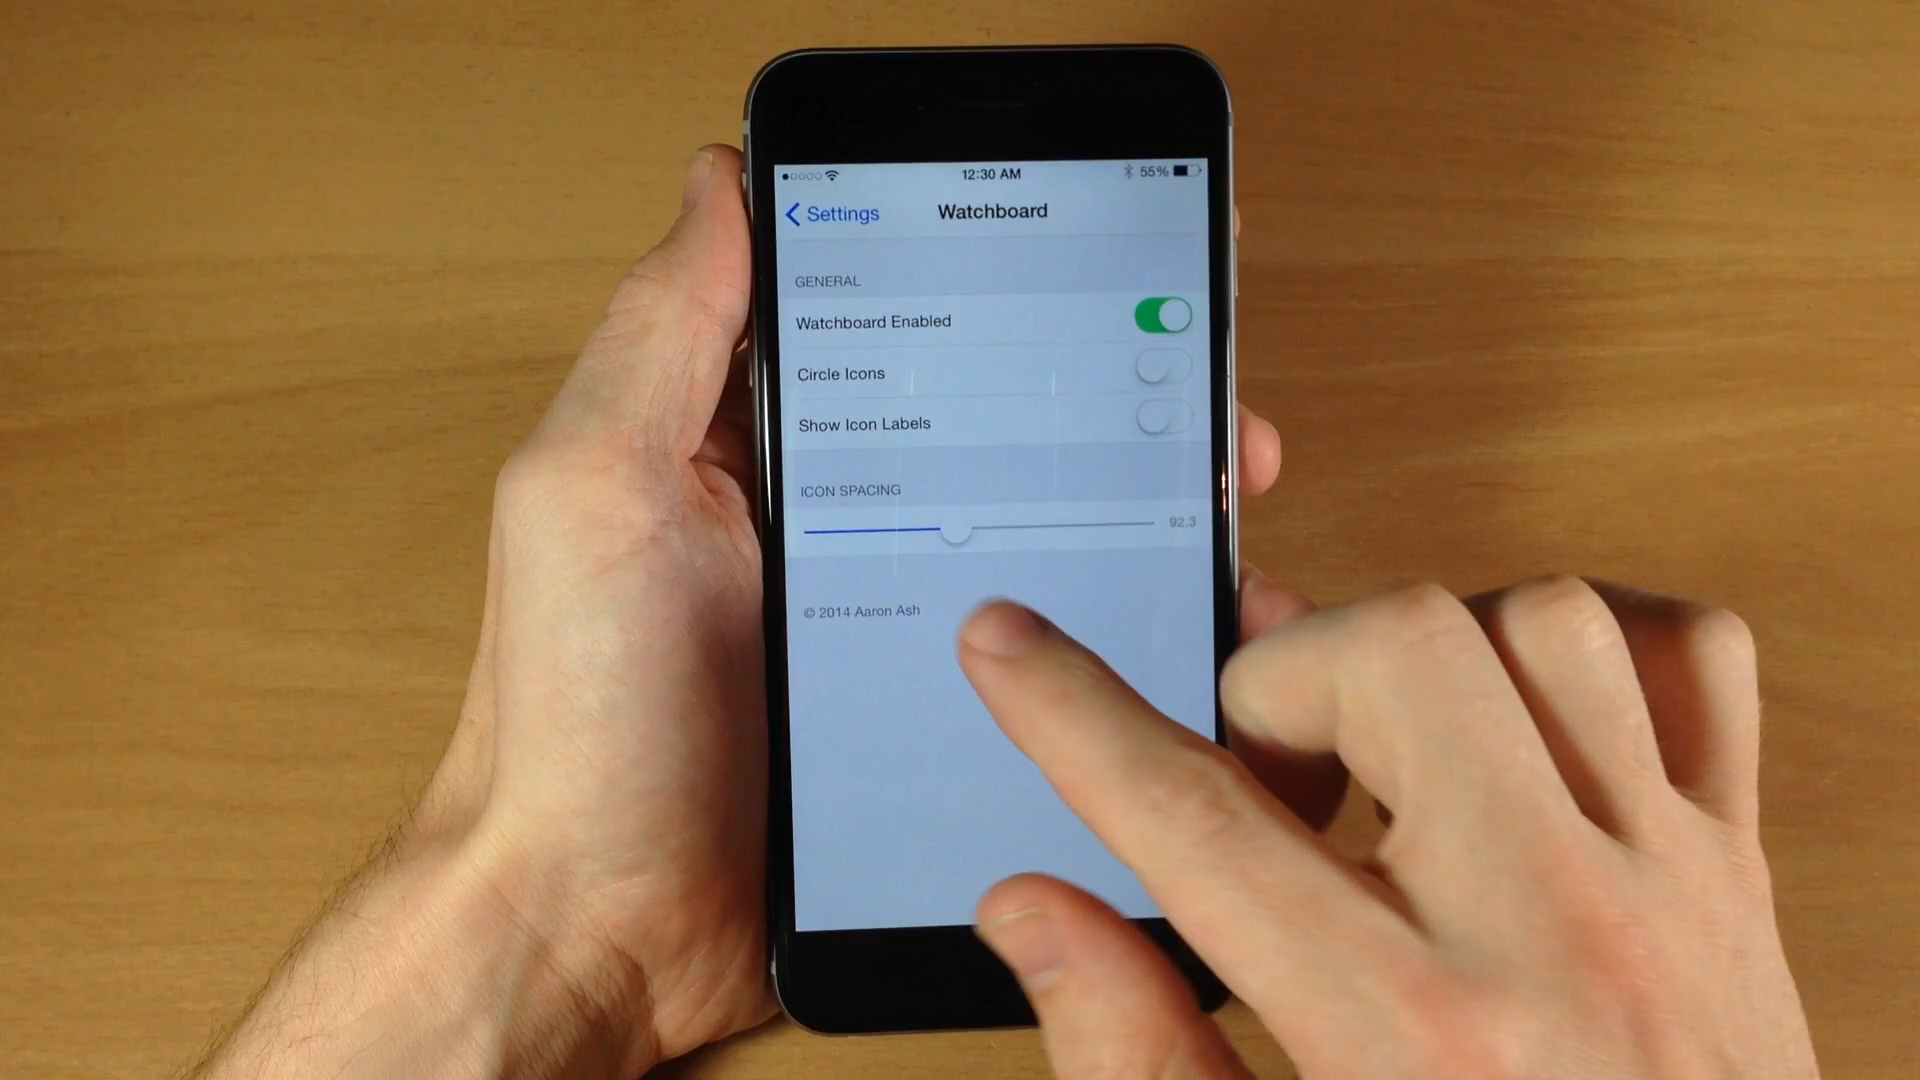 12:30 AM
55%
Settings
Watchboard
GENERAL
Watchboard Enabled
Circle Icons
Show Icon Labels
ICON SPACING
92.3
© 2014 Aaron Ash